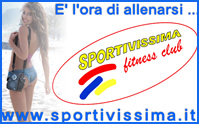 E' l'ora di allenarsi ...
SPORTIVISSIMA
fitness club
www.sportivissima.it